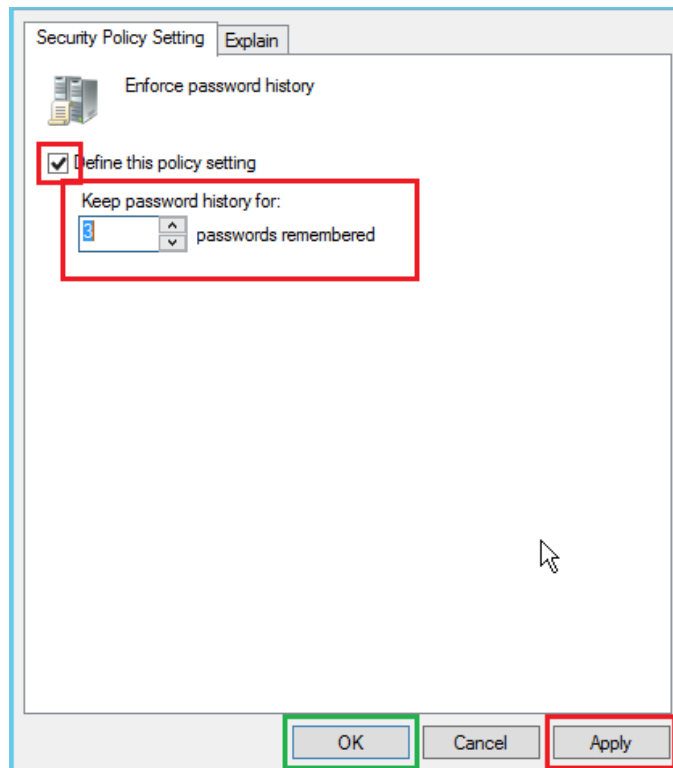 Security Policy Setting Explain
Enforce password history
Define this policy setting
Keep password history for:
3 passwords remembered
OK Cancel Apply